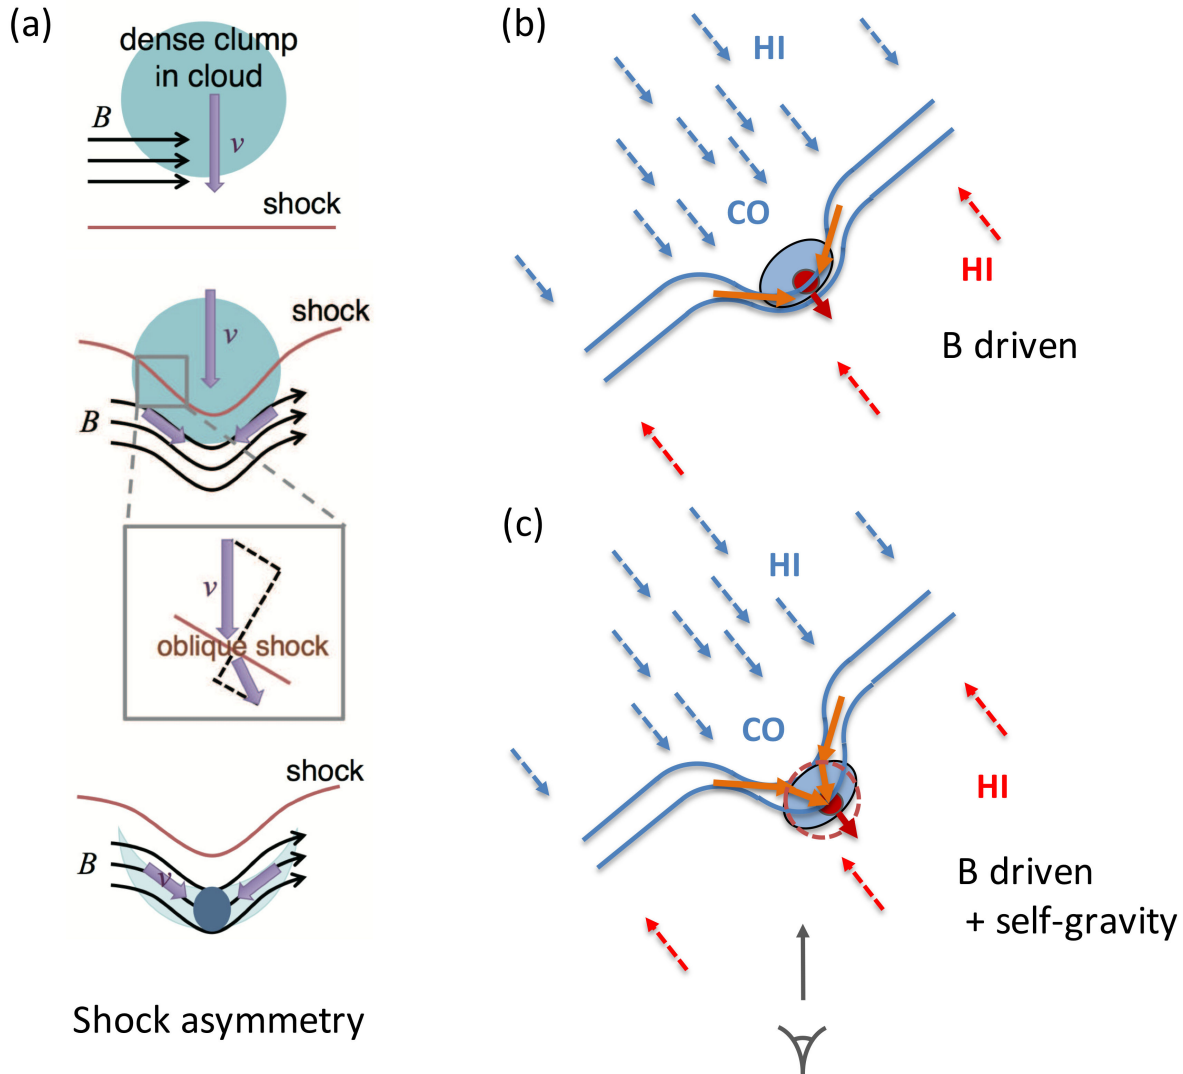 (a)
dense clump
in cloud
B
v
shock
shock
v
B
v
oblique shock
shock
B
v
Shock asymmetry
(b)
HI
CO
HI
B driven
(c)
HI
CO
HI
B driven
+ self-gravity